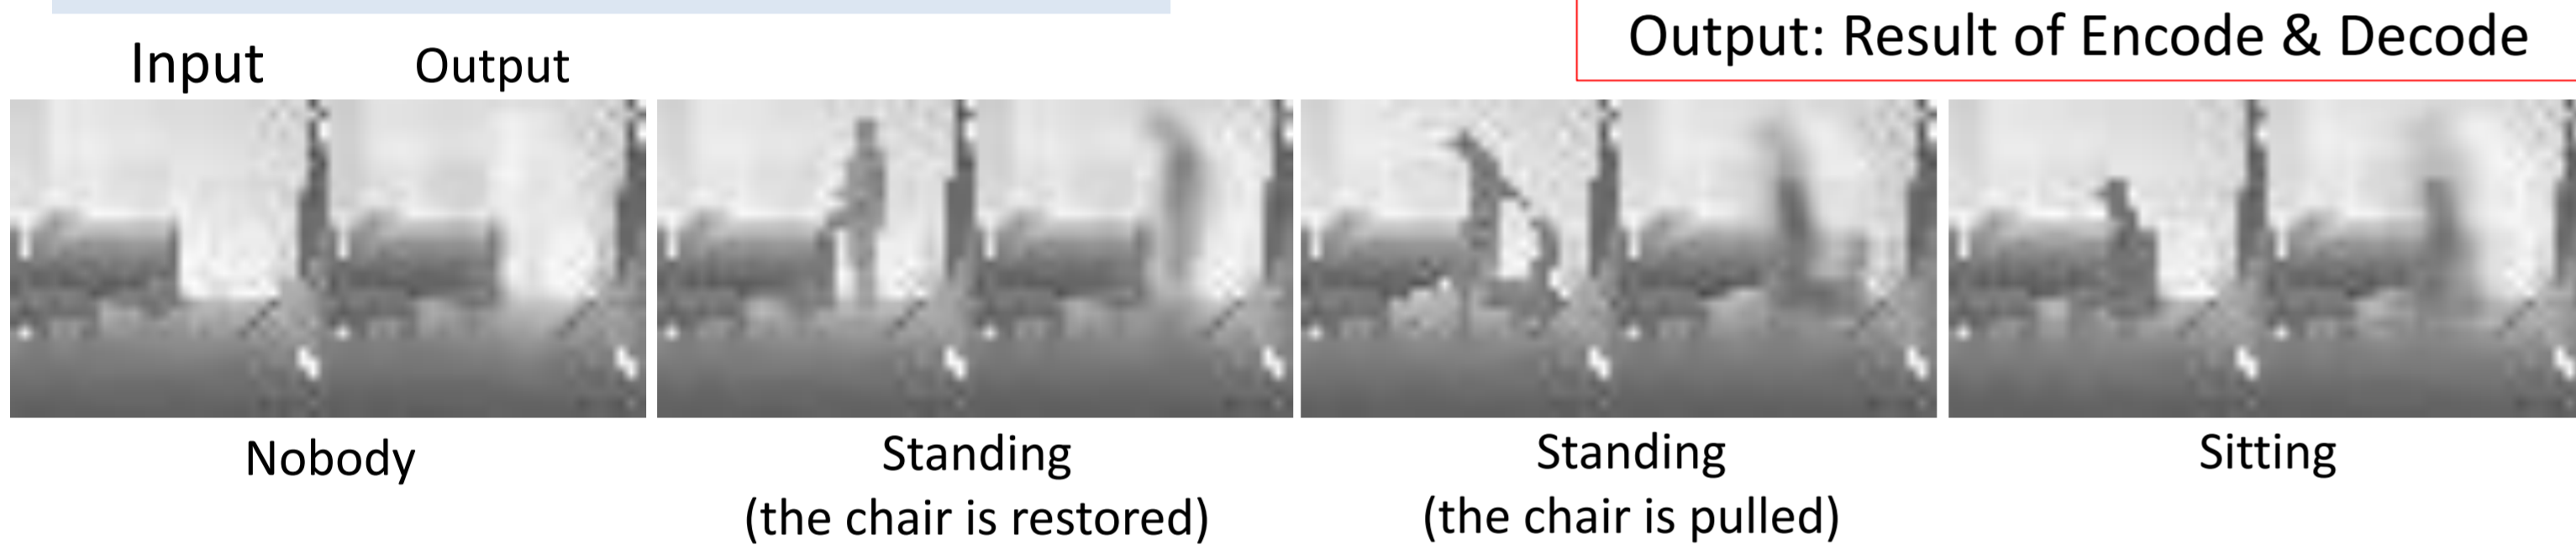 Output: Result of Encode & Decode
Input
Output
Nobody
Standing
(the chair is restored)
Standing
(the chair is pulled)
Sitting